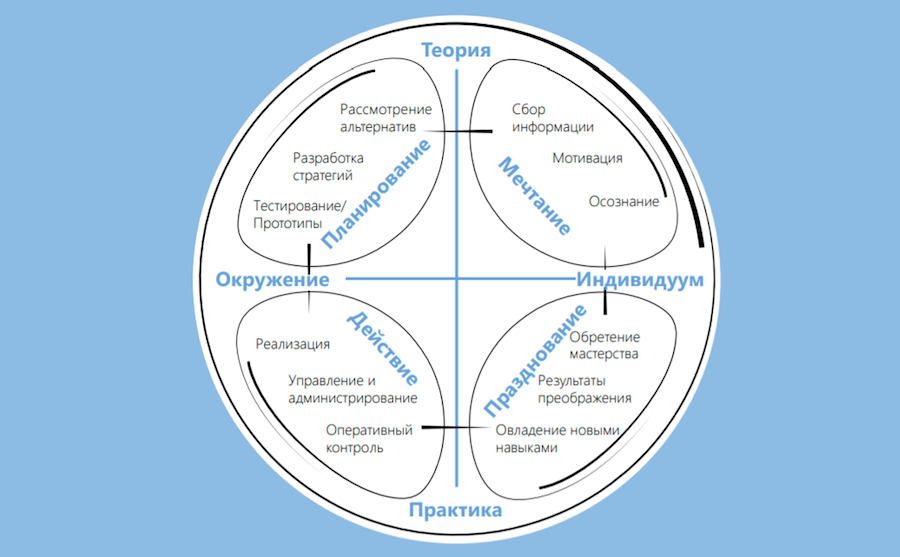 Теория
Рассмотрение
альтернатив
Разработка
стратегий
Тестирование/
Прототипы
Планирование
Сбор
информации
Мотивация
Осознание
Мечтание
Окружение
Индивидуум
Действие
Реализация
Управление и
администрирование
Оперативный
контроль
Празднование
Обретение
мастерства
Результаты
преображения
Овладение новыми
навыками
Практика